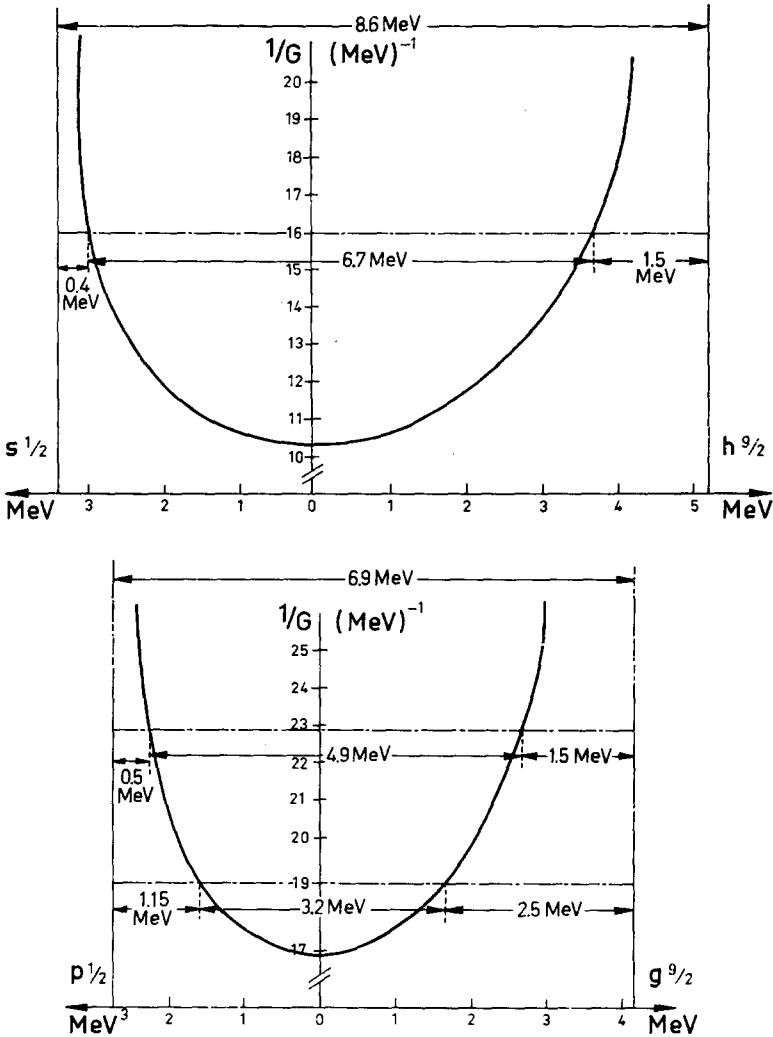 8.6 MeV
1/G (MeV)⁻¹
20
19
18
17
16
6.7 MeV
15
0.4
MeV
1.5
MeV
14
13
12
11
10
s 1/2
h 9/2
MeV 3 2 1 0 1 2 3 4 5 MeV
6.9 MeV
1/G (MeV)⁻¹
25
24
23
4.9 MeV
1.5 MeV
22
0.5
MeV
21
20
19
1.15
MeV
3.2 MeV
2.5 MeV
17
p 1/2
g 9/2
MeV 3 2 1 0 1 2 3 4 MeV